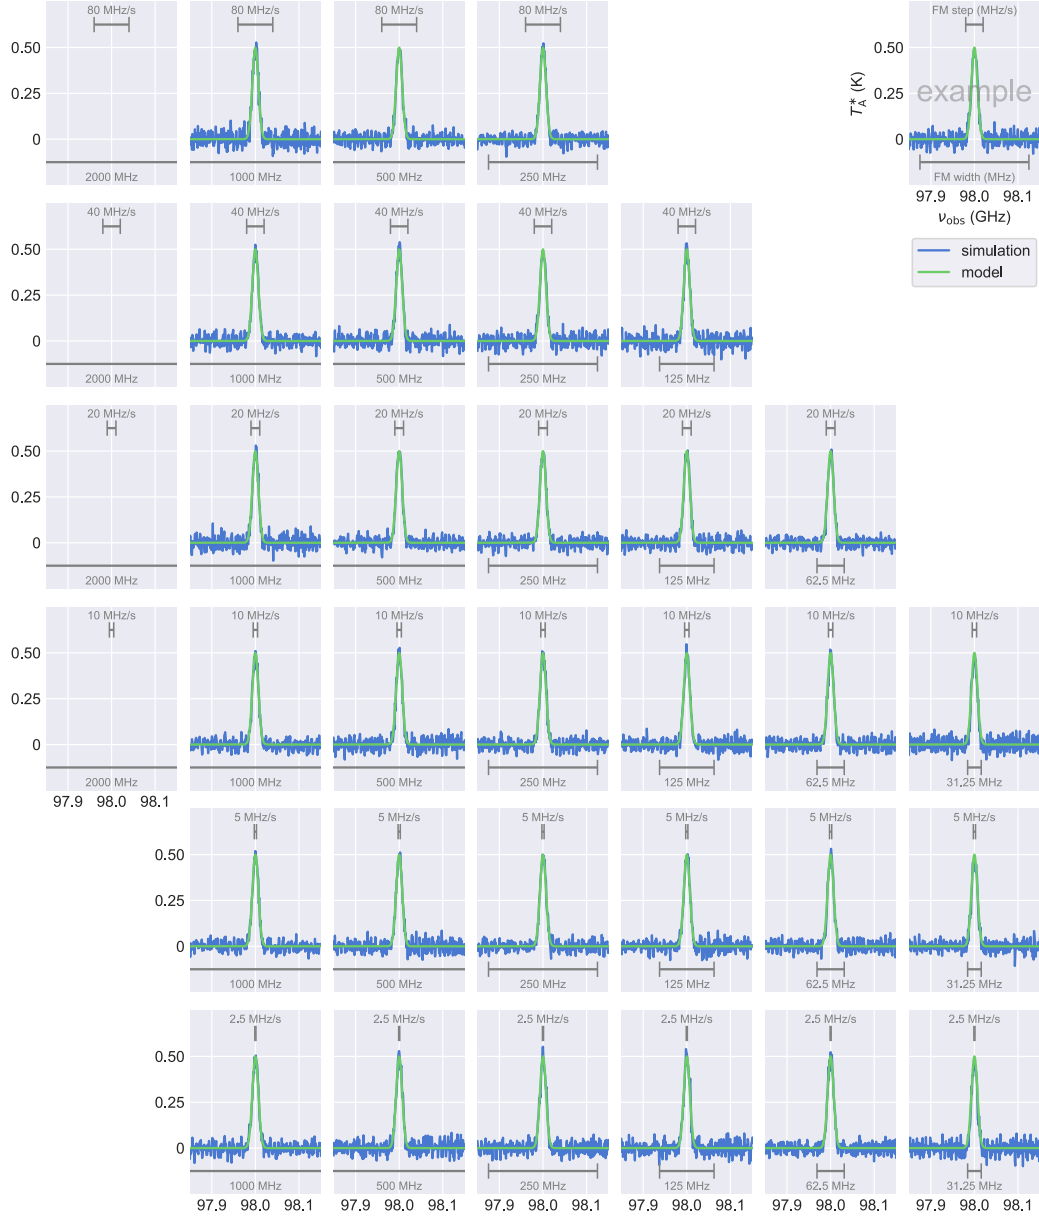 80 MHz/s 80 MHz/s 80 MHz/s 80 MHz/s FM step (MHz/s)
0.50 0.50
0.25 T*A (K) 0.25 example
0 0
2000 MHz 1000 MHz 500 MHz 250 MHz FM width (MHz)
97.9 98.0 98.1
νobs (GHz)
40 MHz/s 40 MHz/s 40 MHz/s 40 MHz/s 40 MHz/s
simulation
model
0.50
0.25
0
2000 MHz 1000 MHz 500 MHz 250 MHz 125 MHz
20 MHz/s 20 MHz/s 20 MHz/s 20 MHz/s 20 MHz/s 20 MHz/s
0.50
0.25
0
2000 MHz 1000 MHz 500 MHz 250 MHz 125 MHz 62.5 MHz
10 MHz/s 10 MHz/s 10 MHz/s 10 MHz/s 10 MHz/s 10 MHz/s 10 MHz/s
0.50
0.25
0
2000 MHz 1000 MHz 500 MHz 250 MHz 125 MHz 62.5 MHz 31.25 MHz
97.9 98.0 98.1
5 MHz/s 5 MHz/s 5 MHz/s 5 MHz/s 5 MHz/s 5 MHz/s
0.50
0.25
0
1000 MHz 500 MHz 250 MHz 125 MHz 62.5 MHz 31.25 MHz
2.5 MHz/s 2.5 MHz/s 2.5 MHz/s 2.5 MHz/s 2.5 MHz/s 2.5 MHz/s
0.50
0.25
0
1000 MHz 500 MHz 250 MHz 125 MHz 62.5 MHz 31.25 MHz
97.9 98.0 98.1 97.9 98.0 98.1 97.9 98.0 98.1 97.9 98.0 98.1 97.9 98.0 98.1 97.9 98.0 98.1